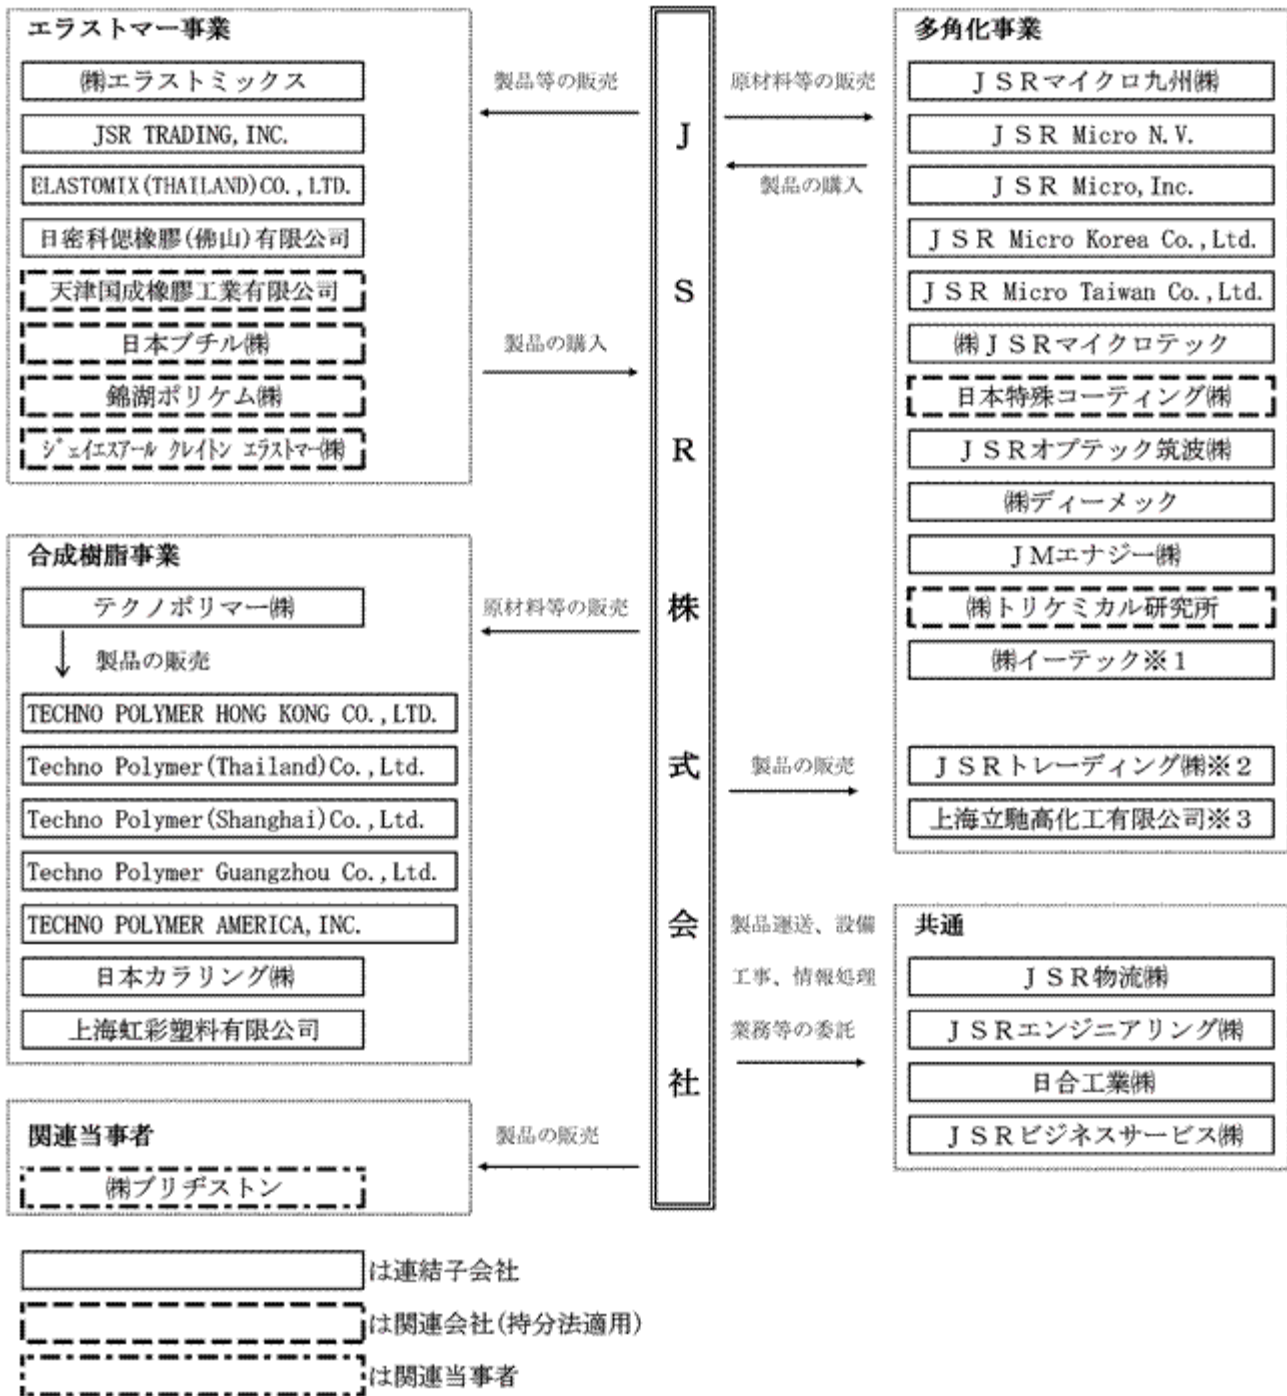 エラストマー事業
㈱エラストミックス
JSR TRADING, INC.
ELASTOMIX(THAILAND)CO.,LTD.
日密科偲橡膠(佛山)有限公司
天津国成橡膠工業有限公司
日本ブチル㈱
錦湖ポリケム㈱
ジェイエスアール クレイトン エラストマー㈱
製品等の販売
製品の購入
合成樹脂事業
テクノポリマー㈱
製品の販売
TECHNO POLYMER HONG KONG CO.,LTD.
Techno Polymer(Thailand)Co.,Ltd.
Techno Polymer(Shanghai)Co.,Ltd.
Techno Polymer Guangzhou Co.,Ltd.
TECHNO POLYMER AMERICA, INC.
日本カラリング㈱
上海虹彩塑料有限公司
原材料等の販売
関連当事者
㈱ブリヂストン
製品の販売
JSR株式会社
原材料等の販売
製品の購入
製品の販売
製品運送、設備
工事、情報処理
業務等の委託
多角化事業
JSRマイクロ九州㈱
JSR Micro N.V.
JSR Micro, Inc.
JSR Micro Korea Co.,Ltd.
JSR Micro Taiwan Co.,Ltd.
㈱JSRマイクロテック
日本特殊コーティング㈱
JSRオプテック筑波㈱
㈱ディーメック
JMエナジー㈱
㈱トリケミカル研究所
㈱イーテック※1
JSRトレーディング㈱※2
上海立馳高化工有限公司※3
共通
JSR物流㈱
JSRエンジニアリング㈱
日合工業㈱
JSRビジネスサービス㈱
は連結子会社
は関連会社(持分法適用)
は関連当事者